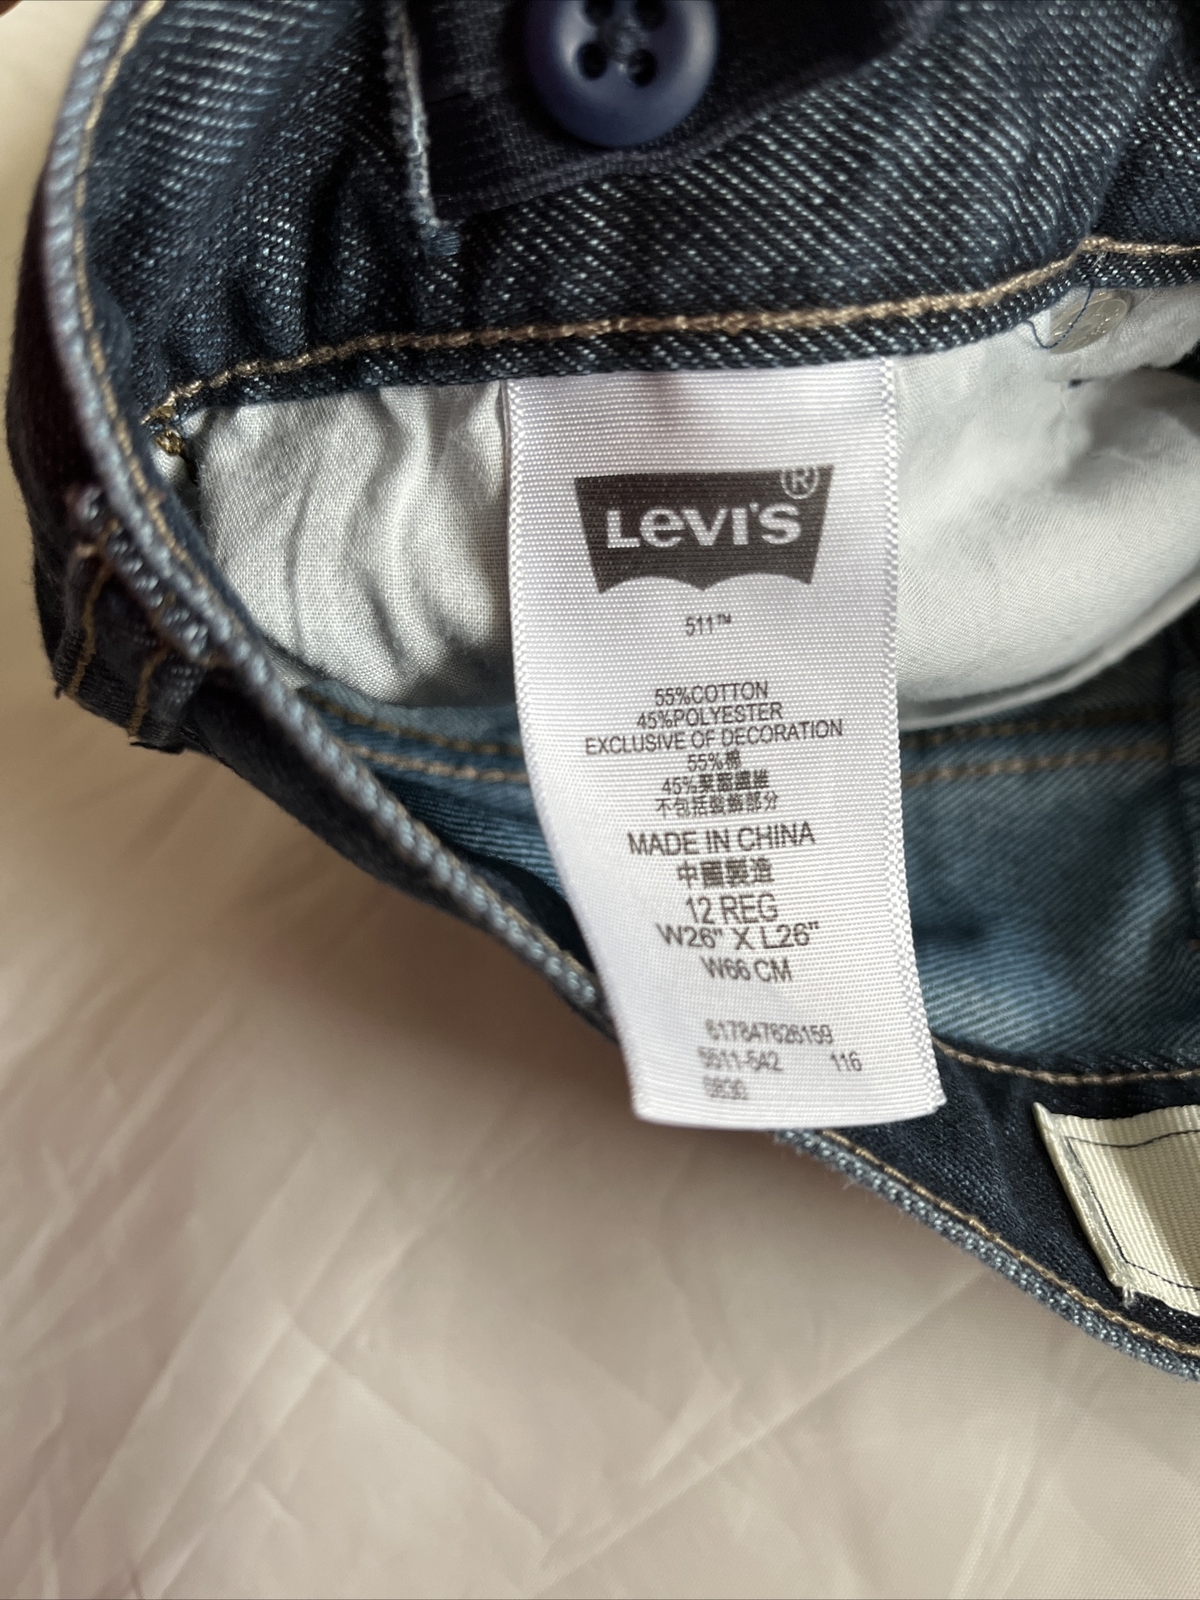 LEVI'S®
511™
55%COTTON
45%POLYESTER
EXCLUSIVE OF DECORATION
55%棉
45%聚酯纖維
不包括裝飾部分
MADE IN CHINA
中國製造
12 REG
W26" X L26"
W66 CM
617847626159
5511-542 116